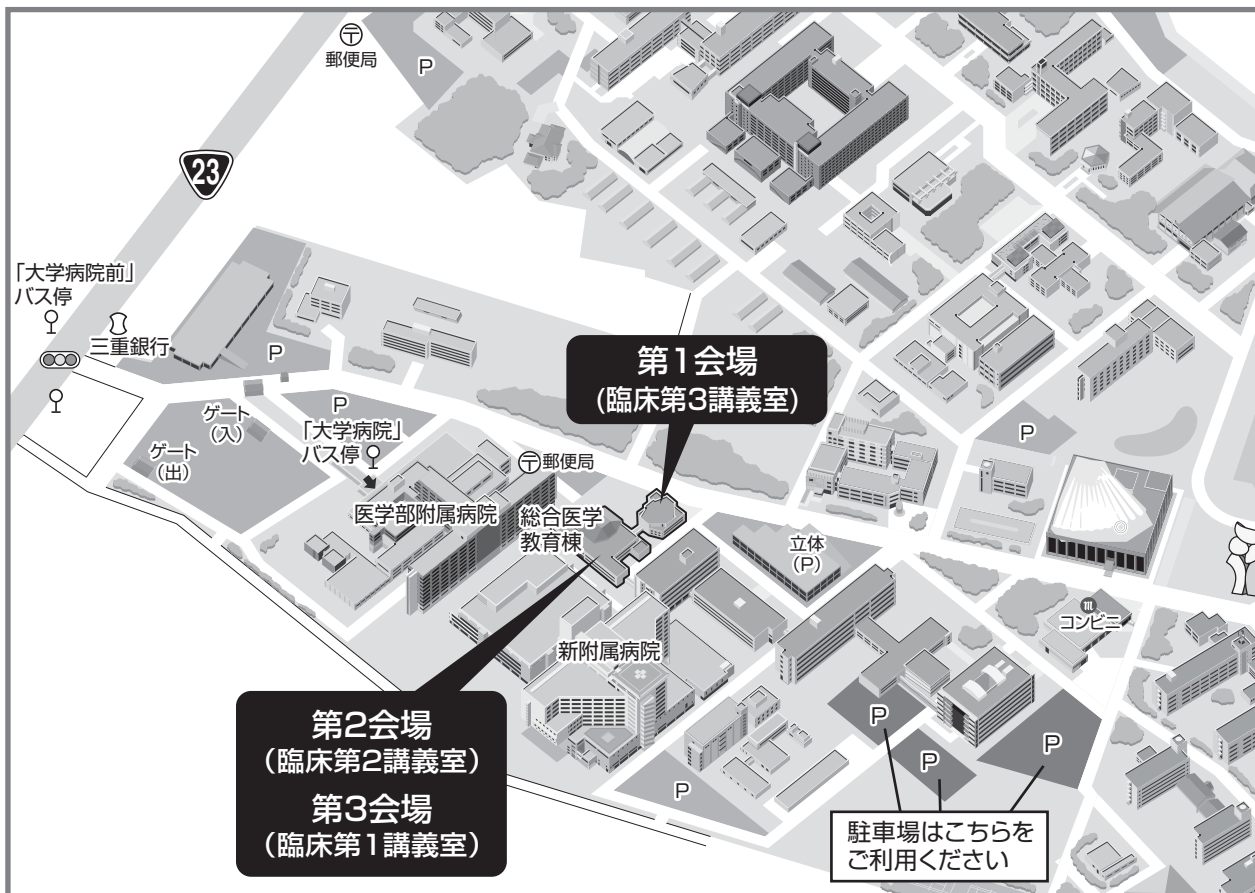 〒
郵便局
P
23
「大学病院前」
バス停
三重銀行
P
第1会場
(臨床第3講義室)
ゲート
(入)
P
「大学病院」
バス停
ゲート
(出)
〒郵便局
P
医学部附属病院
総合医学
教育棟
立体
(P)
コンビニ
新附属病院
第2会場
(臨床第2講義室)
第3会場
(臨床第1講義室)
P
P
P
P
駐車場はこちらを
ご利用ください